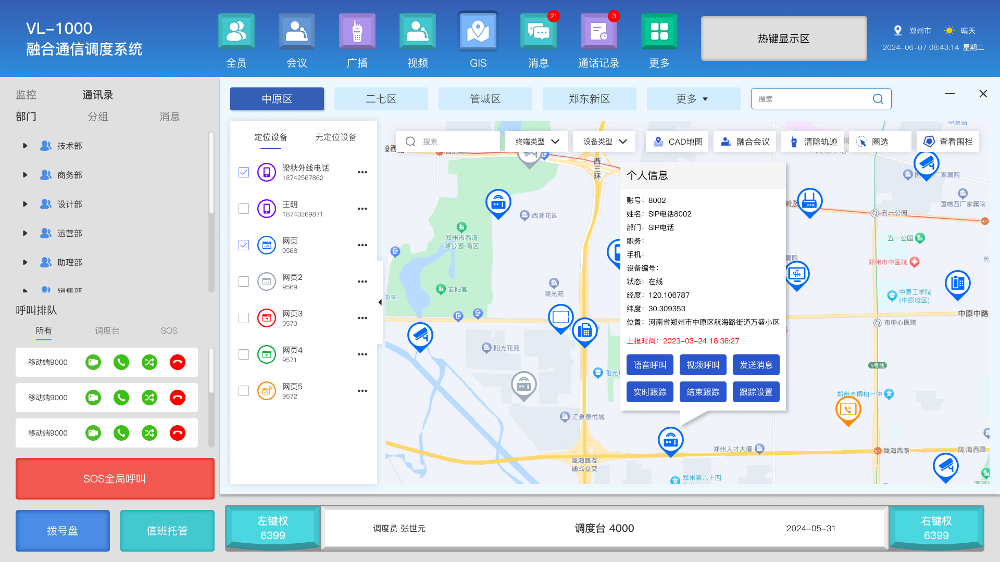 VL-1000
融合通信调度系统
全员
会议
广播
视频
GIS
21
消息
3
通话记录
更多
热键显示区
郑州市
晴天
2024-06-07 08:43:14 星期二
监控
通讯录
部门
分组
消息
技术部
商务部
设计部
运营部
助理部
销售部
呼叫排队
所有
调度台
SOS
移动端9000
移动端9000
移动端9000
SOS全局呼叫
拨号盘
值班托管
中原区
二七区
管城区
郑东新区
更多
搜索
定位设备
无定位设备
梁秋外线电话
18742567862
王明
18743269871
网页
9568
网页2
9569
网页3
9570
网页4
9571
网页5
9572
搜索
终端类型
设备类型
CAD地图
融合会议
清除轨迹
圈选
查看围栏
西三环
西湖花园
郑州市西流
湖公园-南区
安阳宫
湖光苑
中学
阳光花苑
汇泉景悦城
陇海路互
通式立交
郑州人才大厦
郑州第六十四
陇海西路
陇海西路
郑州市桐柏一中
5号线
市中心医院
中原中路
中原工学院
(中原校区)
郑州市中医院
五一公园
五一公园
国棉四厂家属院
个人信息
账号：8002
姓名：SIP电话8002
部门：SIP电话
职务：
手机：
设备编号：
状态：在线
经度：120.106787
纬度：30.309353
位置：河南省郑州市中原区航海路街道万盛小区
上报时间：2023-03-24 18:36:27
语音呼叫
视频呼叫
发送消息
实时跟踪
结束跟踪
跟踪设置
左键权
6399
调度员 张世元
调度台 4000
2024-05-31
右键权
6399